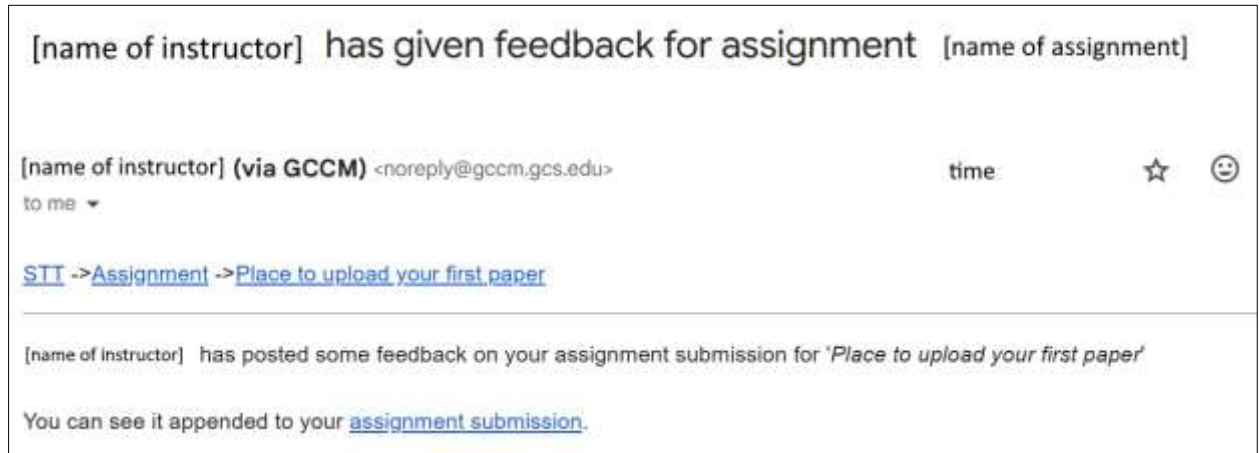 [name of instructor] has given feedback for assignment [name of assignment]
[name of instructor] (via GCCM) <noreply@gccm.gcs.edu> time
to me
STT ->Assignment ->Place to upload your first paper
[name of instructor] has posted some feedback on your assignment submission for 'Place to upload your first paper'
You can see it appended to your assignment submission.